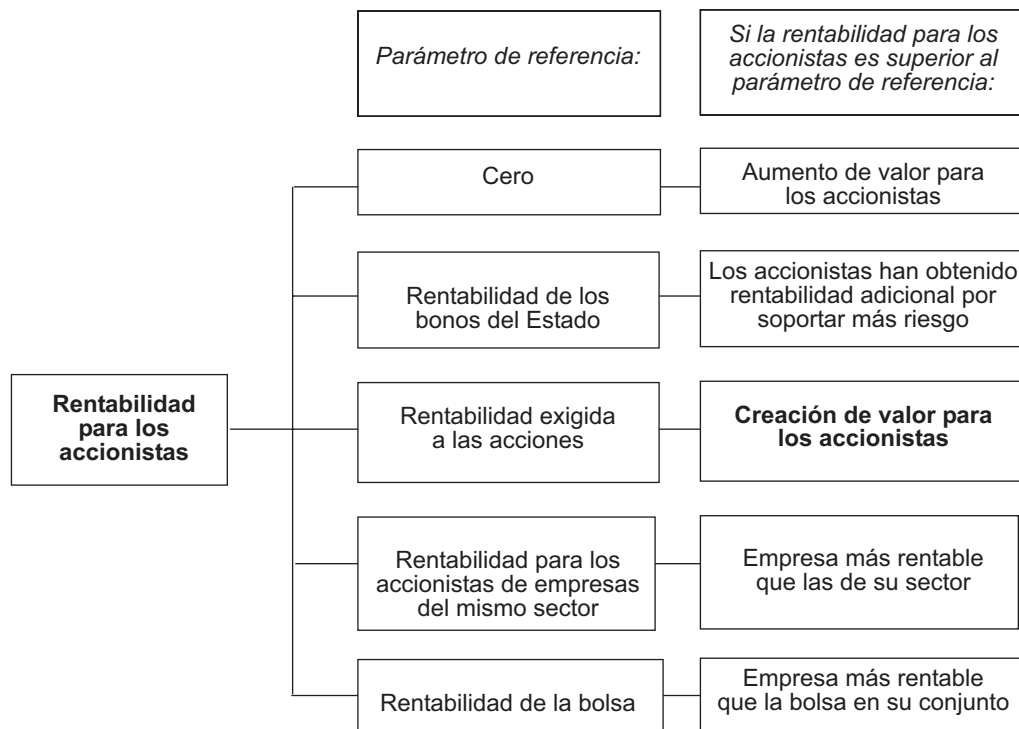 Parámetro de referencia:
Si la rentabilidad para los
accionistas es superior al
parámetro de referencia:
Cero
Aumento de valor para
los accionistas
Rentabilidad de los
bonos del Estado
Los accionistas han obtenido
rentabilidad adicional por
soportar más riesgo
Rentabilidad
para los
accionistas
Rentabilidad exigida
a las acciones
Creación de valor para
los accionistas
Rentabilidad para los
accionistas de empresas
del mismo sector
Empresa más rentable
que las de su sector
Rentabilidad de la bolsa
Empresa más rentable
que la bolsa en su conjunto